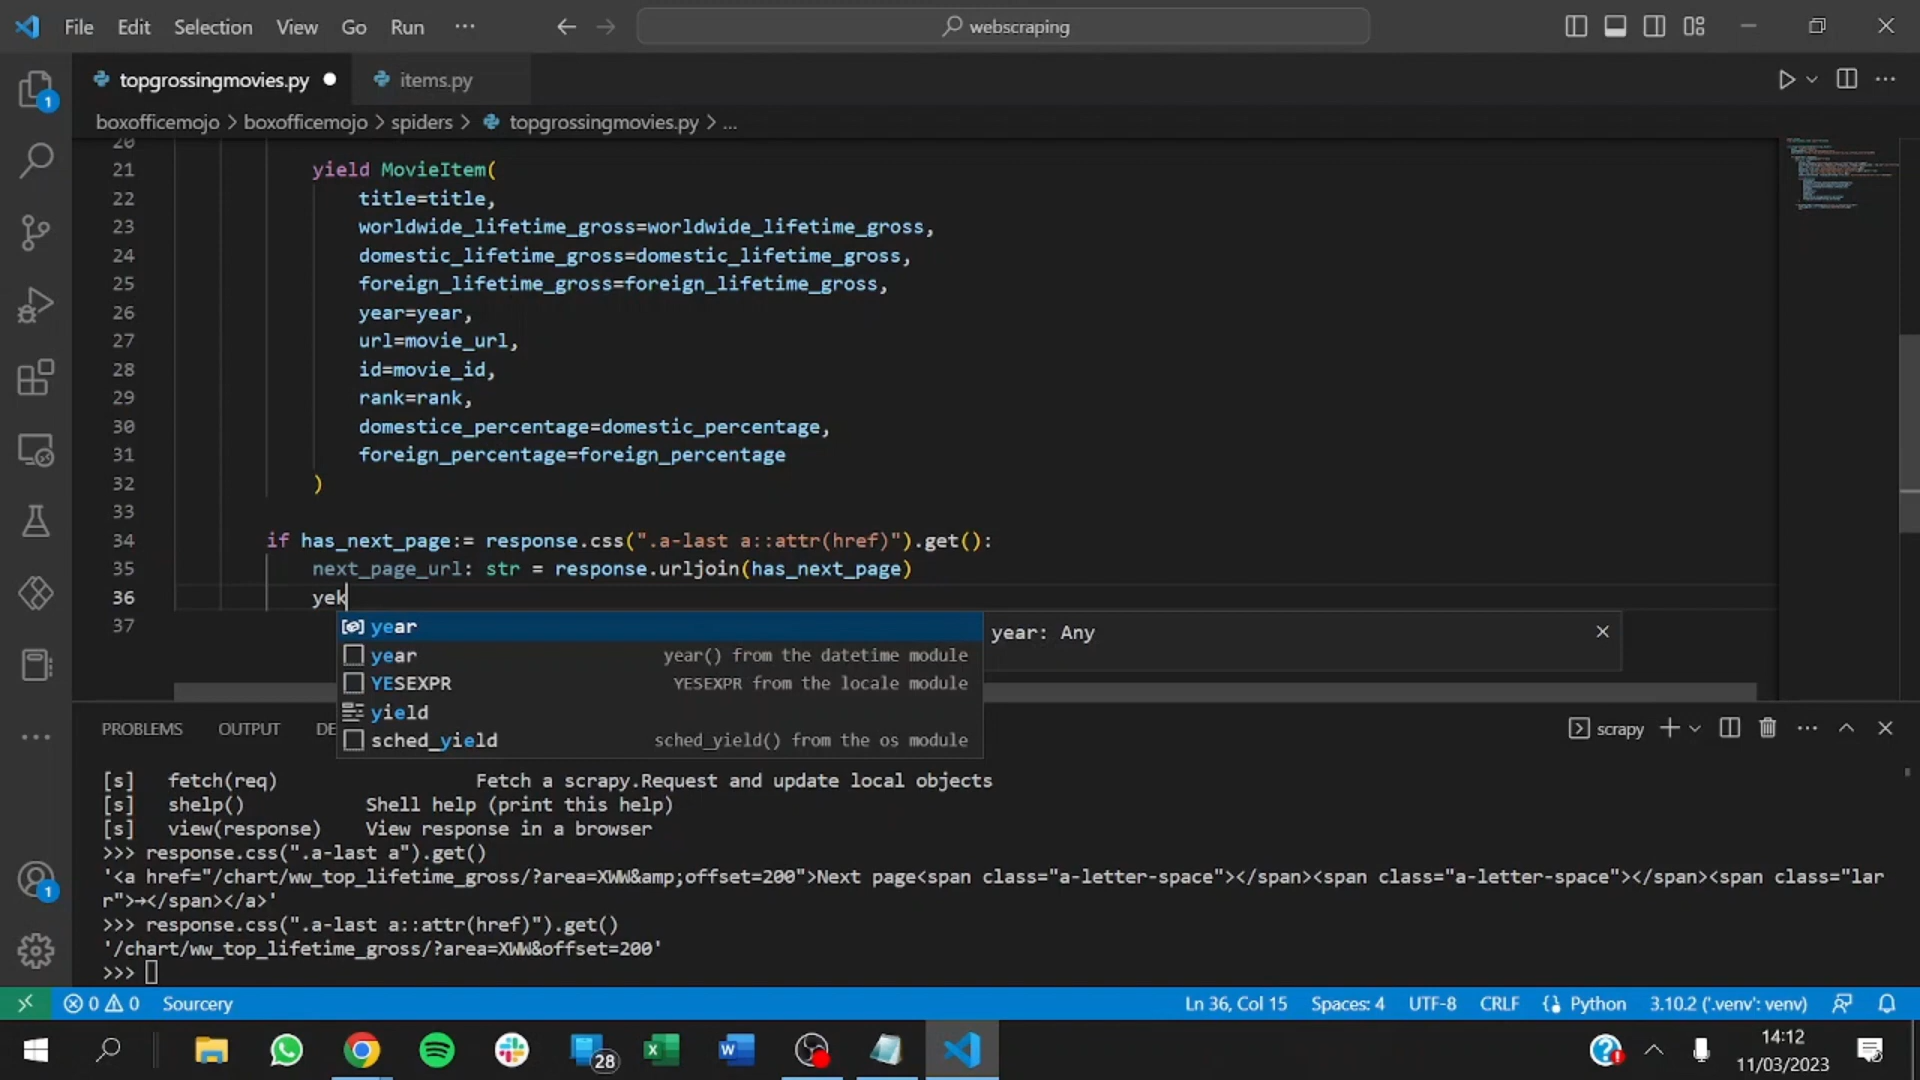 File Edit Selection View Go Run ...
webscraping
topgrossingmovies.py
items.py
boxofficemojo > boxofficemojo > spiders > topgrossingmovies.py > ...
20
21 yield MovieItem(
22 title=title,
23 worldwide_lifetime_gross=worldwide_lifetime_gross,
24 domestic_lifetime_gross=domestic_lifetime_gross,
25 foreign_lifetime_gross=foreign_lifetime_gross,
26 year=year,
27 url=movie_url,
28 id=movie_id,
29 rank=rank,
30 domestice_percentage=domestic_percentage,
31 foreign_percentage=foreign_percentage
32 )
33
34 if has_next_page:= response.css(".a-last a::attr(href)").get():
35 next_page_url: str = response.urljoin(has_next_page)
36 yek
37
year
year: Any
year year() from the datetime module
YESEXPR YESEXPR from the locale module
yield
sched_yield sched_yield() from the os module
PROBLEMS OUTPUT DE
scrapy
[s] fetch(req) Fetch a scrapy.Request and update local objects
[s] shelp() Shell help (print this help)
[s] view(response) View response in a browser
>>> response.css(".a-last a").get()
'<a href="/chart/ww_top_lifetime_gross/?area=XWW&amp;offset=200">Next page<span class="a-letter-space"></span><span class="a-letter-space"></span><span class="lar
r">→</span></a>'
>>> response.css(".a-last a::attr(href)").get()
'/chart/ww_top_lifetime_gross/?area=XWW&offset=200'
>>>
0 0 Sourcery
Ln 36, Col 15 Spaces: 4 UTF-8 CRLF Python 3.10.2 ('.venv': venv)
1
1
28
14:12
11/03/2023